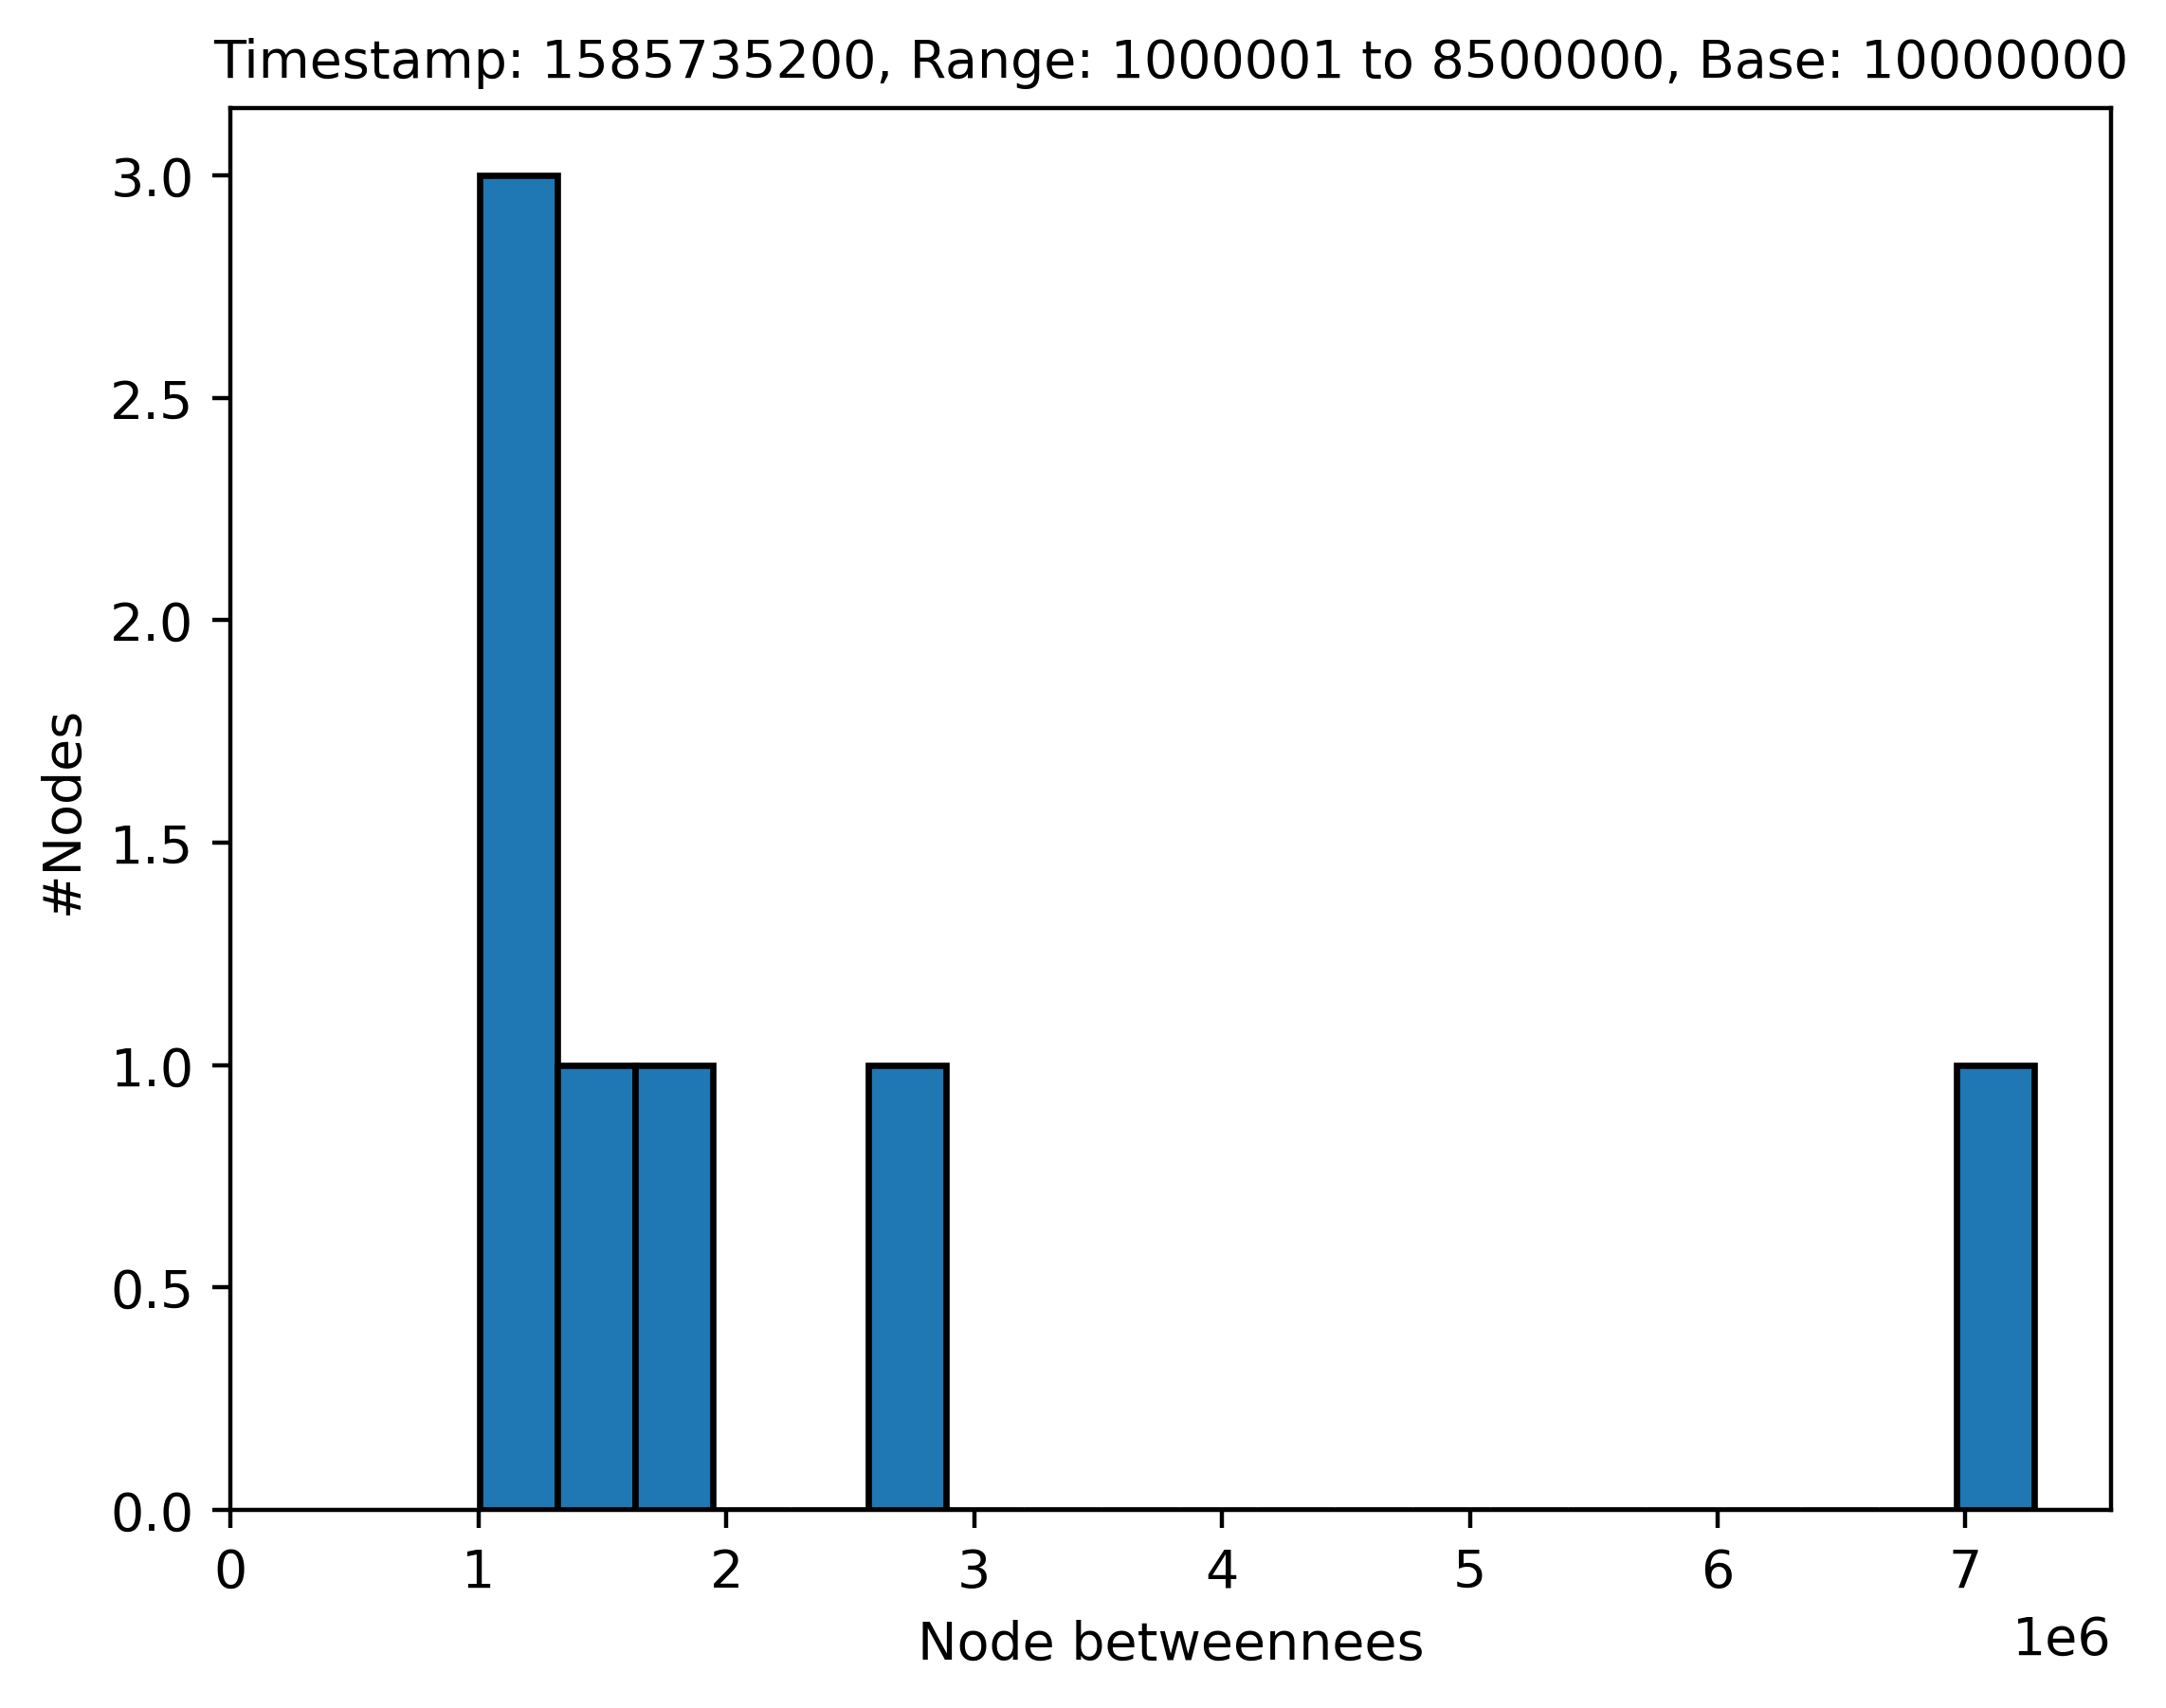 Timestamp: 1585735200, Range: 1000001 to 8500000, Base: 10000000
3.0
2.5
2.0
1.5
1.0
0.5
0.0
#Nodes
0 1 2 3 4 5 6 7
1e6
Node betweennees